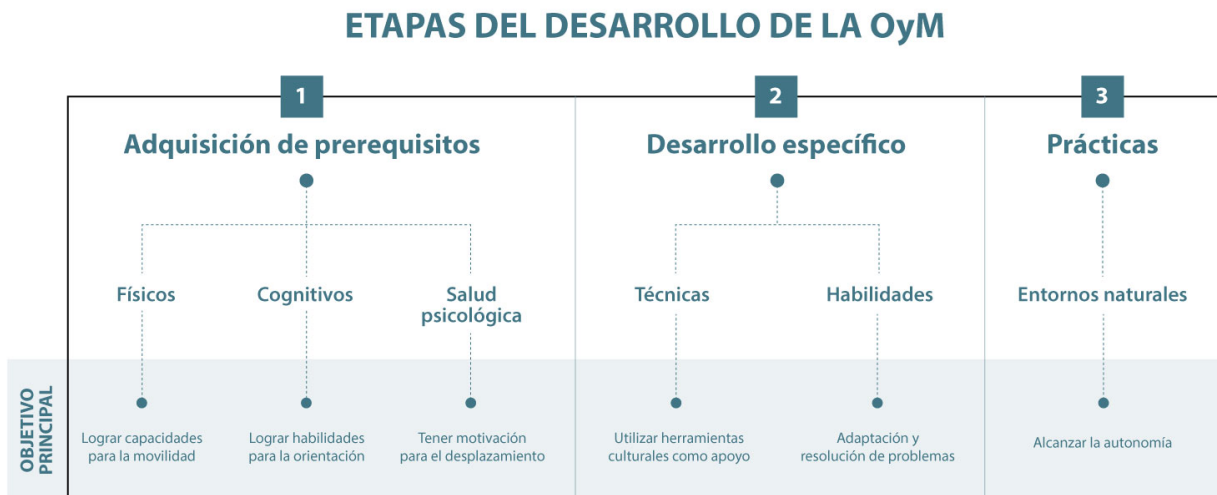 ETAPAS DEL DESARROLLO DE LA OyM
1
Adquisición de prerequisitos
Físicos
Cognitivos
Salud
psicológica
2
Desarrollo específico
Técnicas
Habilidades
3
Prácticas
Entornos naturales
OBJETIVO
PRINCIPAL
Lograr capacidades
para la movilidad
Lograr habilidades
para la orientación
Tener motivación
para el desplazamiento
Utilizar herramientas
culturales como apoyo
Adaptación y
resolución de problemas
Alcanzar la autonomía